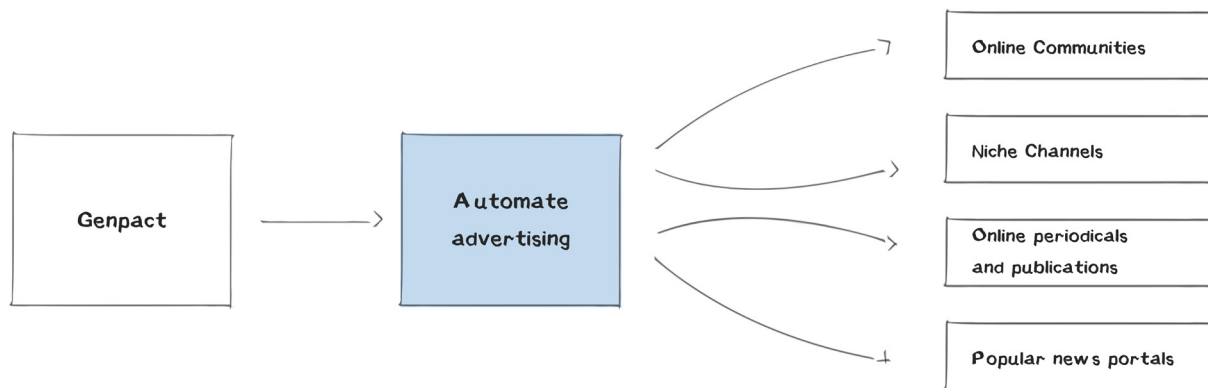 Genpact
Automate
advertising
Online Communities
Niche Channels
Online periodicals
and publications
Popular news portals